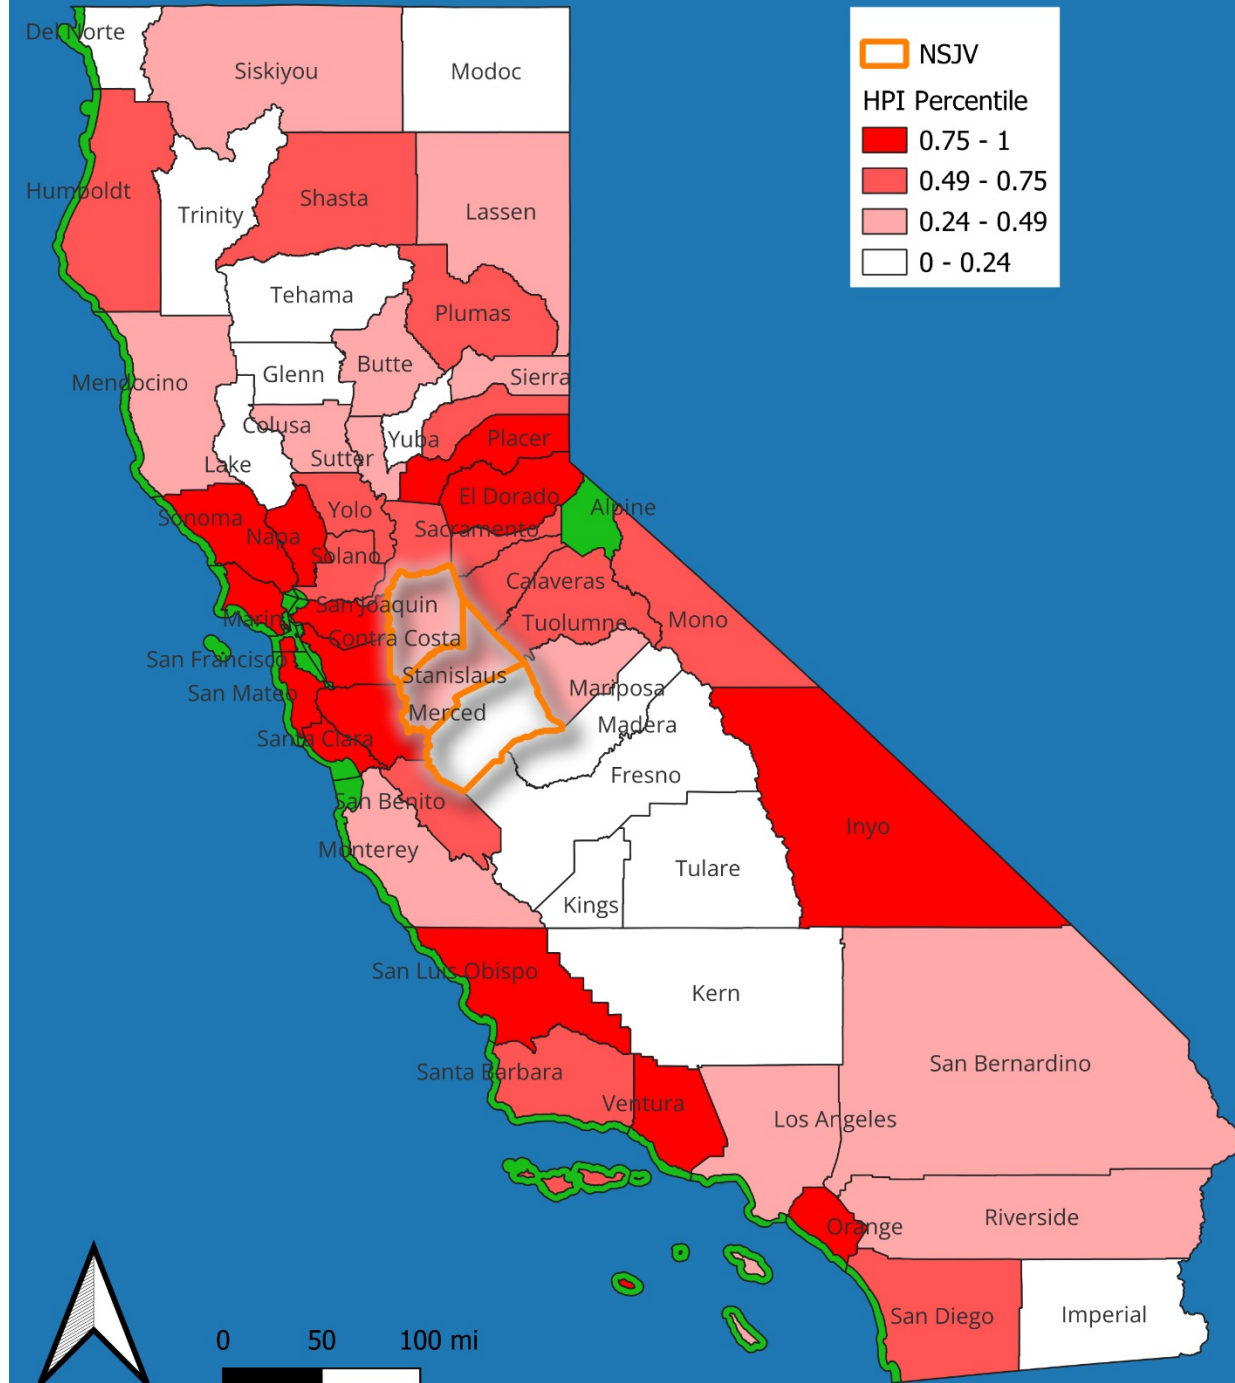 NSJV
HPI Percentile
0.75 - 1
0.49 - 0.75
0.24 - 0.49
0 - 0.24
Del Norte
Siskiyou
Modoc
Humboldt
Trinity
Shasta
Lassen
Tehama
Plumas
Mendocino
Glenn
Butte
Sierra
Colusa
Lake
Sutter
Yuba
Placer
Sonoma
Napa
Yolo
El Dorado
Sacramento
Alpine
Solano
Marin
San Joaquin
Calaveras
Contra Costa
Tuolumne
Mono
San Francisco
Stanislaus
San Mateo
Merced
Mariposa
Santa Clara
Madera
Fresno
San Benito
Inyo
Monterey
Tulare
Kings
San Luis Obispo
Kern
Santa Barbara
Ventura
San Bernardino
Los Angeles
Orange
Riverside
San Diego
Imperial
0 50 100 mi